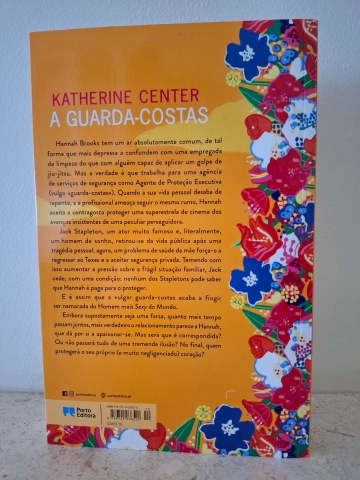 KATHERINE CENTER
A GUARDA-COSTAS
Hannah Brooks tem um ar absolutamente comum, de tal
forma que mais depressa a confundem com uma empregada
de limpeza do que com alguém capaz de aplicar um golpe de
jiu-jitsu. Mas a verdade é que trabalha para uma agência de
serviços de segurança como Agente de Proteção Executiva
(vulgo «guarda-costas»). Quando a sua vida pessoal desaba de
repente, e a profissional ameaça seguir o mesmo rumo, Hannah
aceita a contragosto proteger uma superestrela de cinema dos
avanços insistentes de uma peculiar perseguidora.
Jack Stapleton, um ator muito famoso e, literalmente,
um homem de sonho, retirou-se da vida pública após uma
tragédia pessoal; agora, um problema de saúde da mãe força-o a
regressar ao Texas e a aceitar segurança privada. Temendo com
isso aumentar a pressão sobre a frágil situação familiar, Jack
cede, com uma condição: nenhum dos Stapletons pode saber
que Hannah é paga para o proteger.
E é assim que a vulgar guarda-costas acaba a fingir
ser namorada do Homem mais Sexy do Mundo.
Embora supostamente seja uma farsa, quanto mais tempo
passam juntos, mais verdadeiro o relacionamento parece a Hannah,
que dá por si a apaixonar-se. Mas será que é correspondida?
Ou não passará tudo de uma tremenda ilusão? No final, quem
protegerá o seu próprio (e muito negligenciado) coração?
Porto
Editora